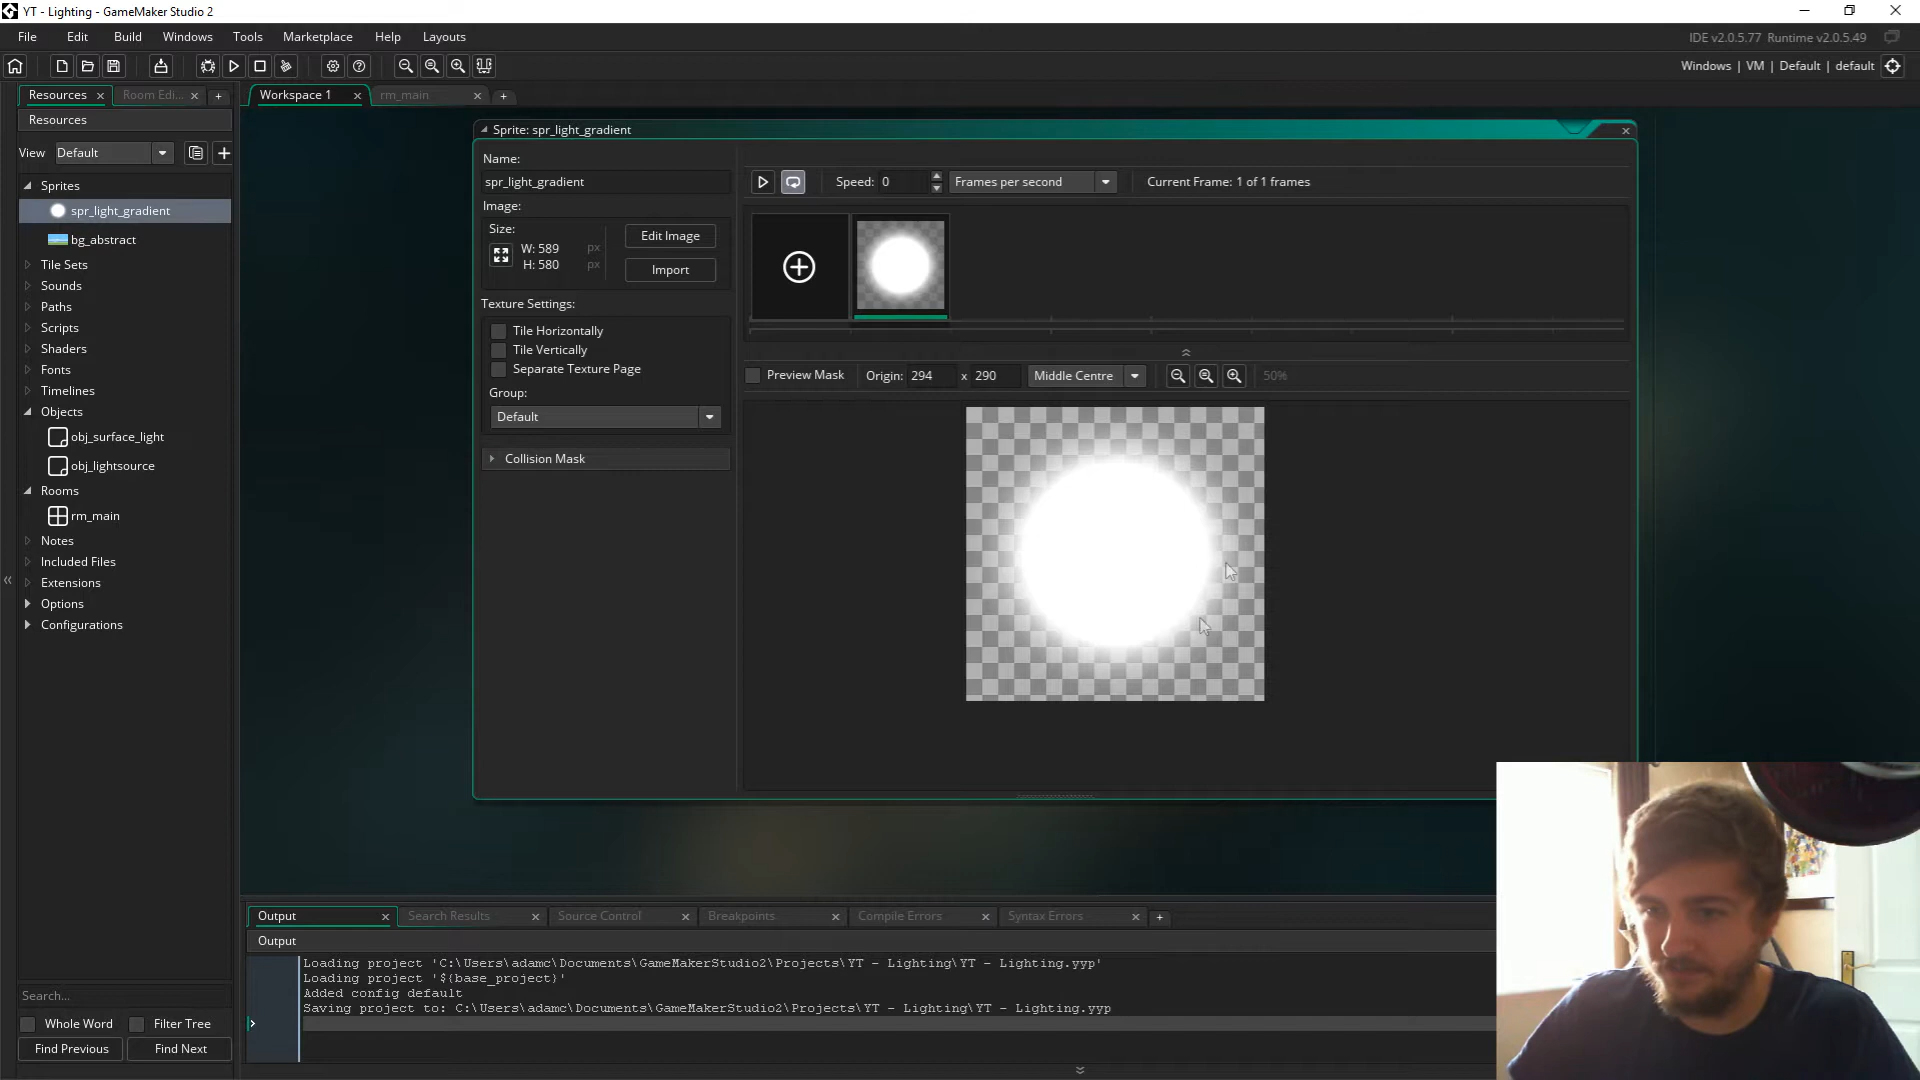 YT - Lighting - GameMaker Studio 2
File Edit Build Windows Tools Marketplace Help Layouts
IDE v2.0.5.77 Runtime v2.0.5.49
Windows | VM | Default | default
Resources Room Edi...
Workspace 1 rm_main
Resources
View Default
Sprites
spr_light_gradient
bg_abstract
Tile Sets
Sounds
Paths
Scripts
Shaders
Fonts
Timelines
Objects
obj_surface_light
obj_lightsource
Rooms
rm_main
Notes
Included Files
Extensions
Options
Configurations
Search...
Whole Word Filter Tree
Find Previous Find Next
Sprite: spr_light_gradient
Name:
spr_light_gradient
Image:
Size:
W: 589 px
H: 580 px
Edit Image
Import
Texture Settings:
Tile Horizontally
Tile Vertically
Separate Texture Page
Group:
Default
Collision Mask
Speed: 0 Frames per second Current Frame: 1 of 1 frames
Preview Mask Origin: 294 x 290 Middle Centre 50%
Output Search Results Source Control Breakpoints Compile Errors Syntax Errors
Output
Loading project 'C:\Users\adamc\Documents\GameMakerStudio2\Projects\YT - Lighting\YT - Lighting.yyp'
Loading project '${base_project}'
Added config default
Saving project to: C:\Users\adamc\Documents\GameMakerStudio2\Projects\YT - Lighting\YT - Lighting.yyp